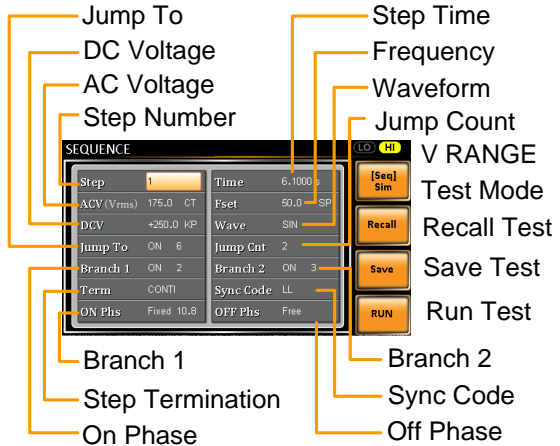 Jump To
Step Time
DC Voltage
Frequency
AC Voltage
Waveform
Step Number
Jump Count
SEQUENCE
LO HI
V RANGE
Step 1 Time 6.1000 s
[Seq] Sim
Test Mode
ACV (Vrms) 175.0 CT Fset 50.0 SP
DCV +250.0 KP Wave SIN
Recall
Recall Test
Jump To ON 6 Jump Cnt 2
Branch 1 ON 2 Branch 2 ON 3
Save
Save Test
Term CONTI Sync Code LL
ON Phs Fixed 10.8 OFF Phs Free
RUN
Run Test
Branch 1
Branch 2
Step Termination
Sync Code
On Phase
Off Phase